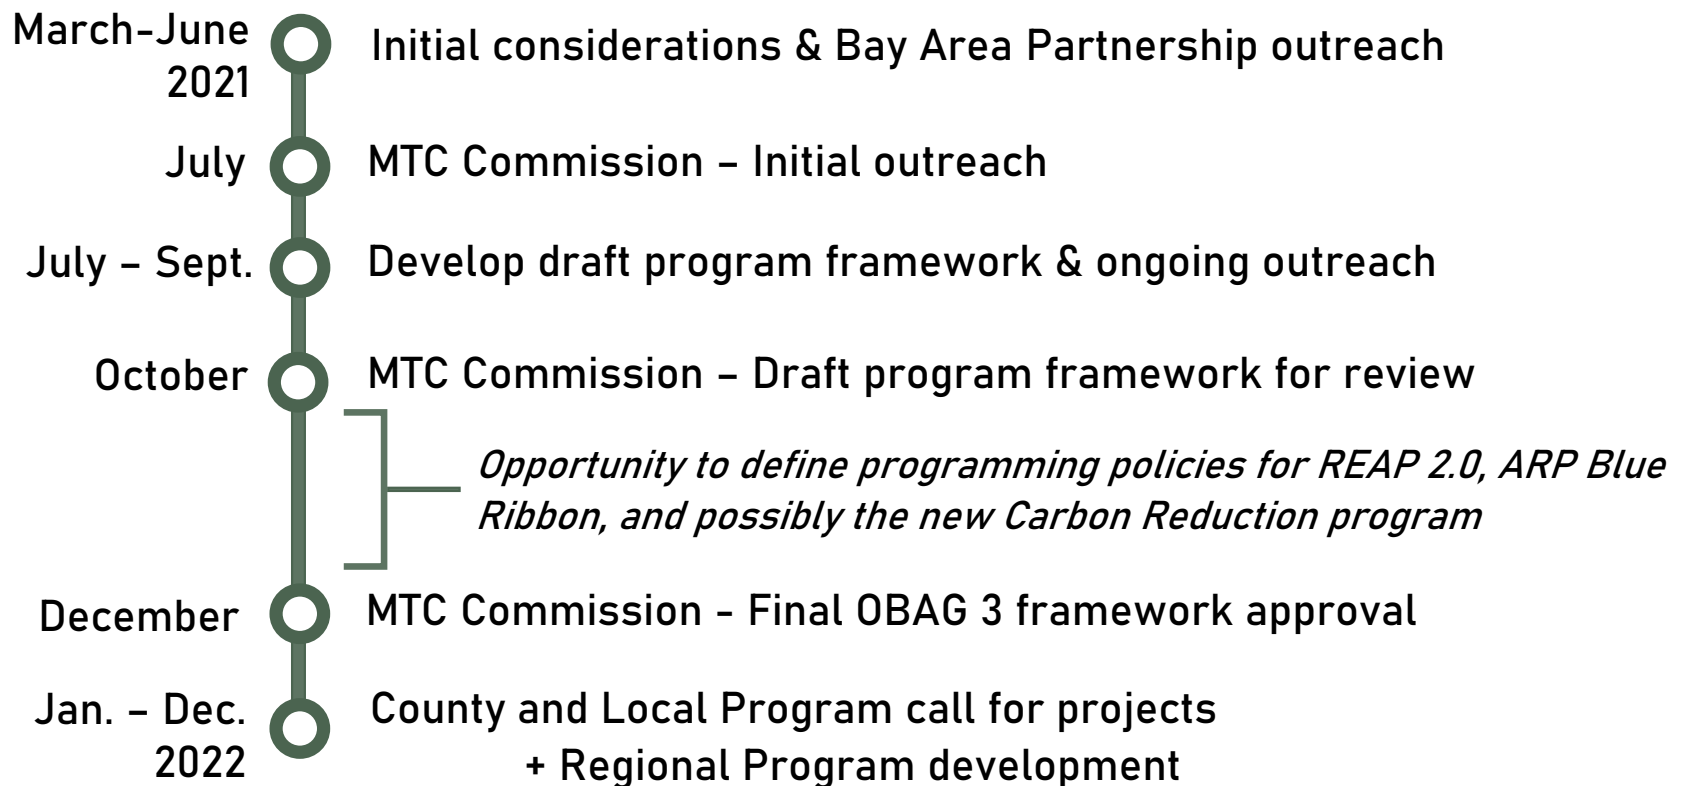 March-June
2021
Initial considerations & Bay Area Partnership outreach
July
MTC Commission – Initial outreach
July – Sept.
Develop draft program framework & ongoing outreach
October
MTC Commission – Draft program framework for review
Opportunity to define programming policies for REAP 2.0, ARP Blue
Ribbon, and possibly the new Carbon Reduction program
December
MTC Commission - Final OBAG 3 framework approval
Jan. – Dec.
2022
County and Local Program call for projects
+ Regional Program development